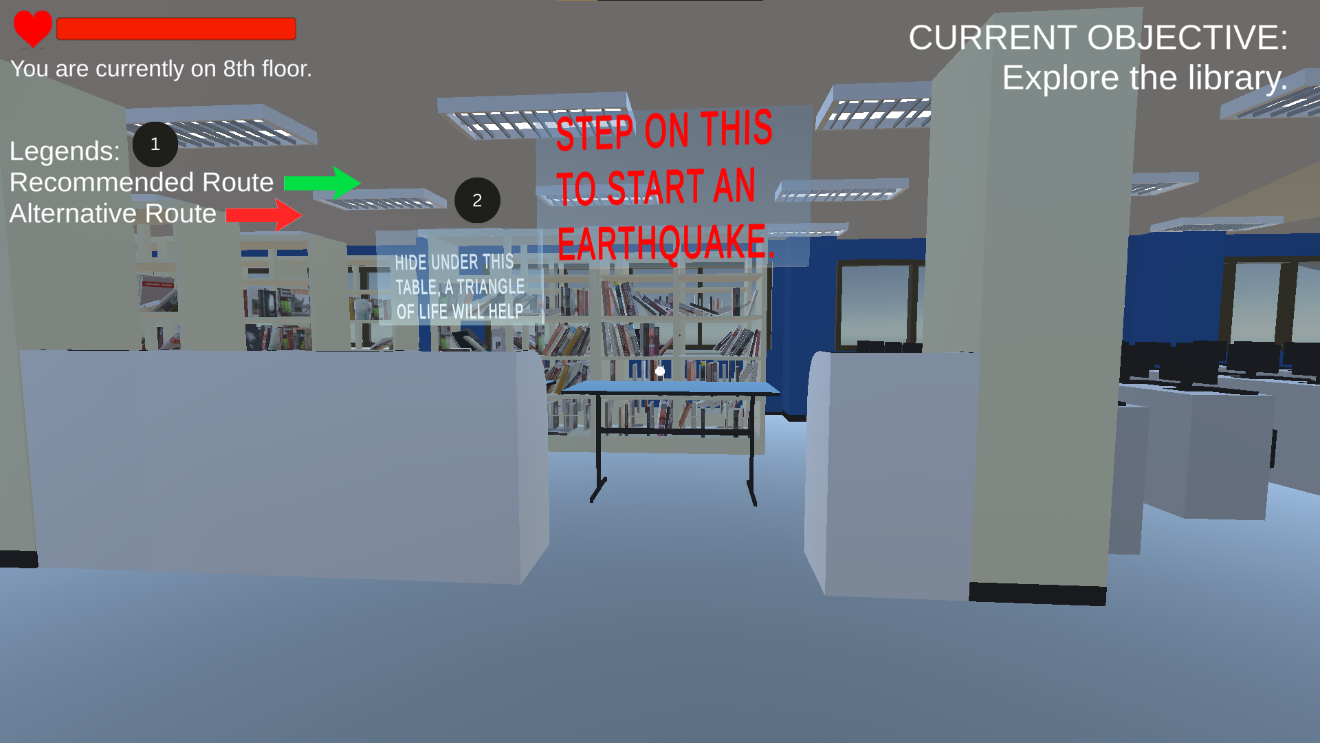 You are currently on 8th floor.
CURRENT OBJECTIVE:
Explore the library.
Legends:
1
Recommended Route
Alternative Route
2
STEP ON THIS
TO START AN
EARTHQUAKE.
HIDE UNDER THIS
TABLE, A TRIANGLE
OF LIFE WILL HELP